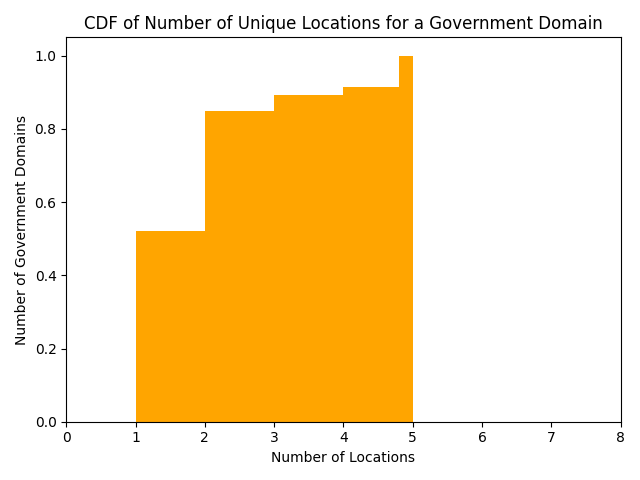 CDF of Number of Unique Locations for a Government Domain
Number of Government Domains
1.0
0.8
0.6
0.4
0.2
0.0
0 1 2 3 4 5 6 7 8
Number of Locations